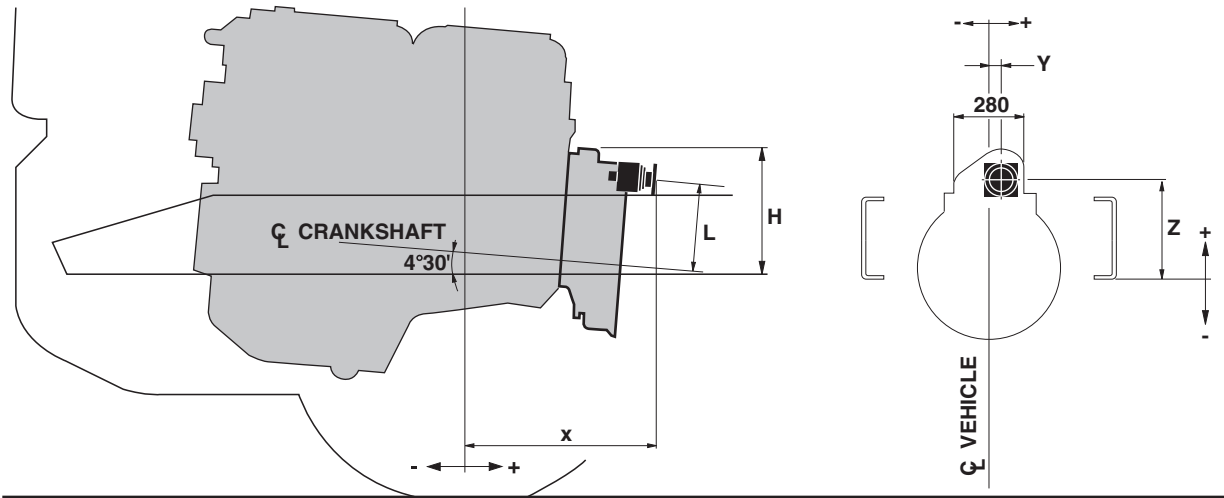 - +
Y
280
H
L
℄ CRANKSHAFT
4°30'
Z
+
-
x
- +
℄ VEHICLE